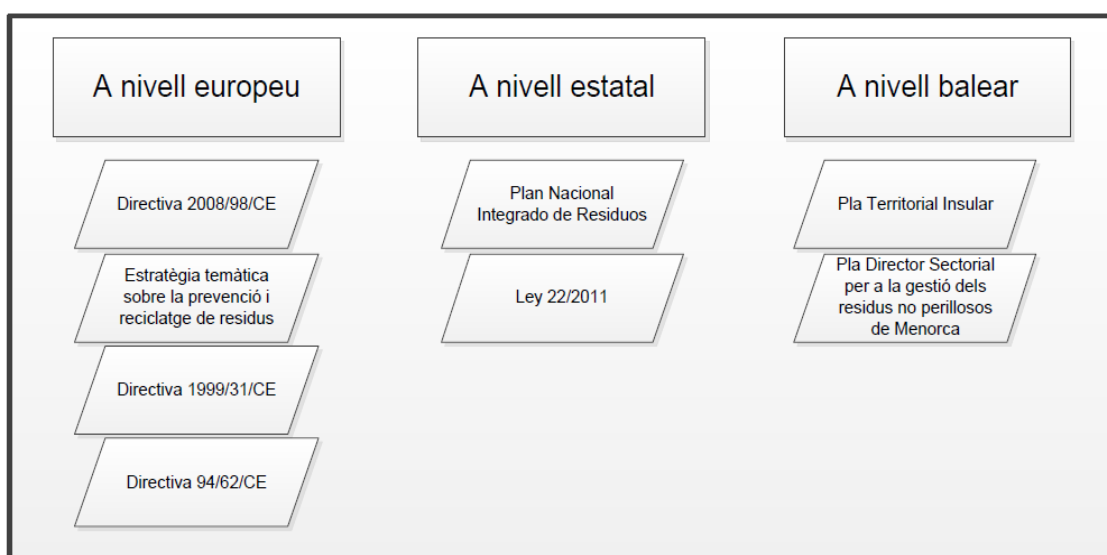 A nivell europeu
Directiva 2008/98/CE
Estratègia temàtica
sobre la prevenció i
reciclatge de residus
Directiva 1999/31/CE
Directiva 94/62/CE
A nivell estatal
Plan Nacional
Integrado de Residuos
Ley 22/2011
A nivell balear
Pla Territorial Insular
Pla Director Sectorial
per a la gestió dels
residus no perillosos
de Menorca